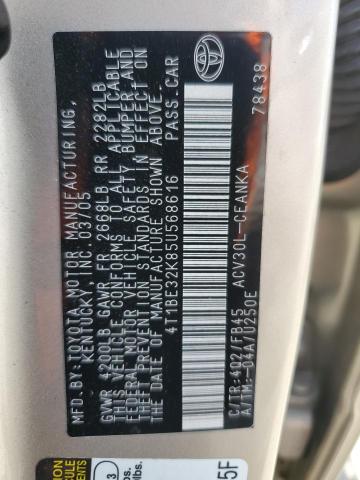 MFD.BY:TOYOTA MOTOR MANUFACTURING,
KENTUCKY,INC. 03/05
GVWR 4200LB GAWR FR 2668LB RR 2282LB
THIS VEHICLE CONFORMS TO ALL APPLICABLE
FEDERAL MOTOR VEHICLE SAFETY, BUMPER AND
THEFT PREVENTION STANDARDS IN EFFECT ON
THE DATE OF MANUFACTURE SHOWN ABOVE.
4T1BE32K85U568616 PASS.CAR
C/TR:4Q2/FB45 ACV30L-CEANKA
A/TM:-04A/U250E 78438
TOYOTA
5F